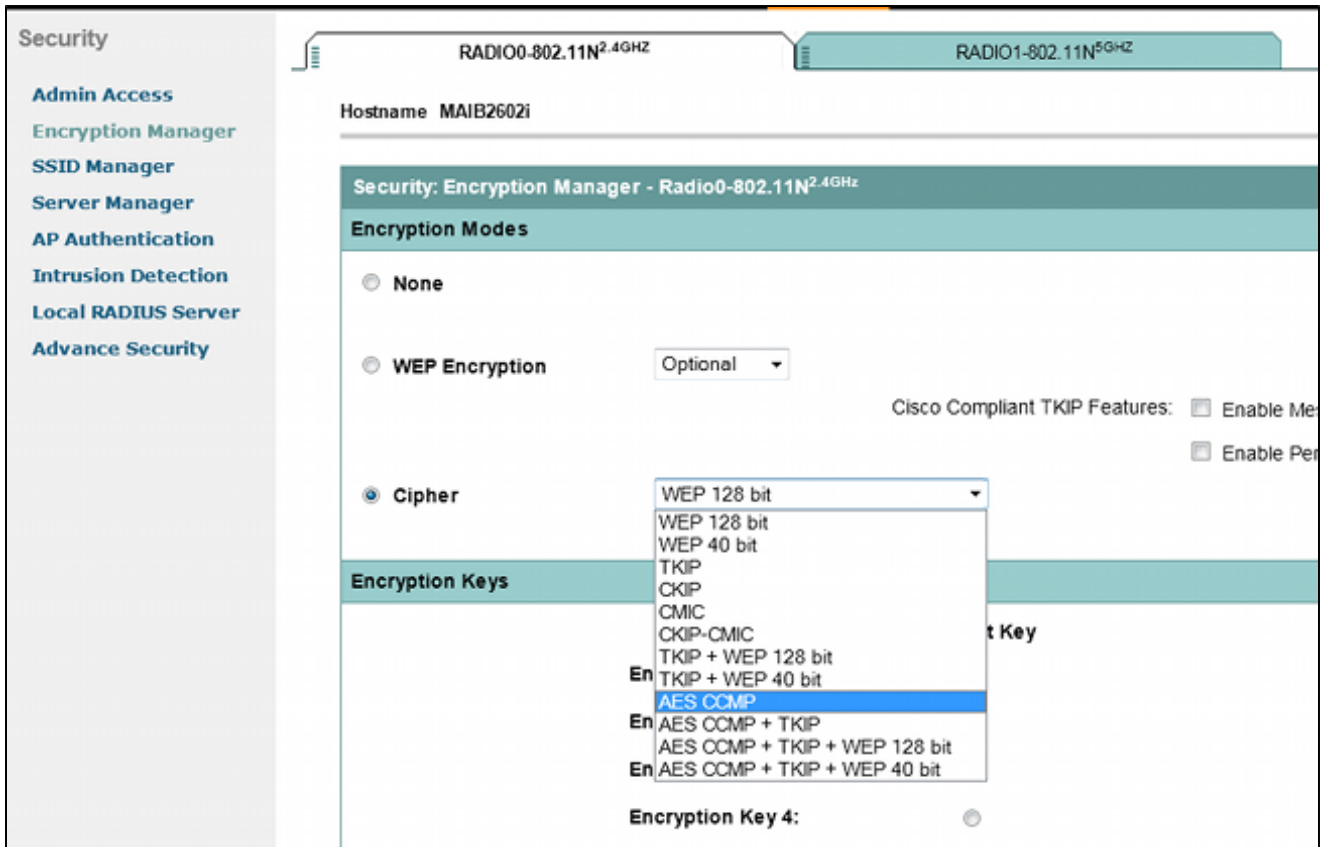 Security
Admin Access
Encryption Manager
SSID Manager
Server Manager
AP Authentication
Intrusion Detection
Local RADIUS Server
Advance Security
RADIO0-802.11N2.4GHZ
RADIO1-802.11N5GHZ
Hostname MAIB2602i
Security: Encryption Manager - Radio0-802.11N2.4GHz
Encryption Modes
None
WEP Encryption Optional
Cisco Compliant TKIP Features: Enable
Enable
Cipher WEP 128 bit
WEP 128 bit
WEP 40 bit
TKIP
CKIP
CMIC
CKIP-CMIC
TKIP + WEP 128 bit
TKIP + WEP 40 bit
AES CCMP
AES CCMP + TKIP
AES CCMP + TKIP + WEP 128 bit
AES CCMP + TKIP + WEP 40 bit
Encryption Keys
Key
Encryption Key 4: